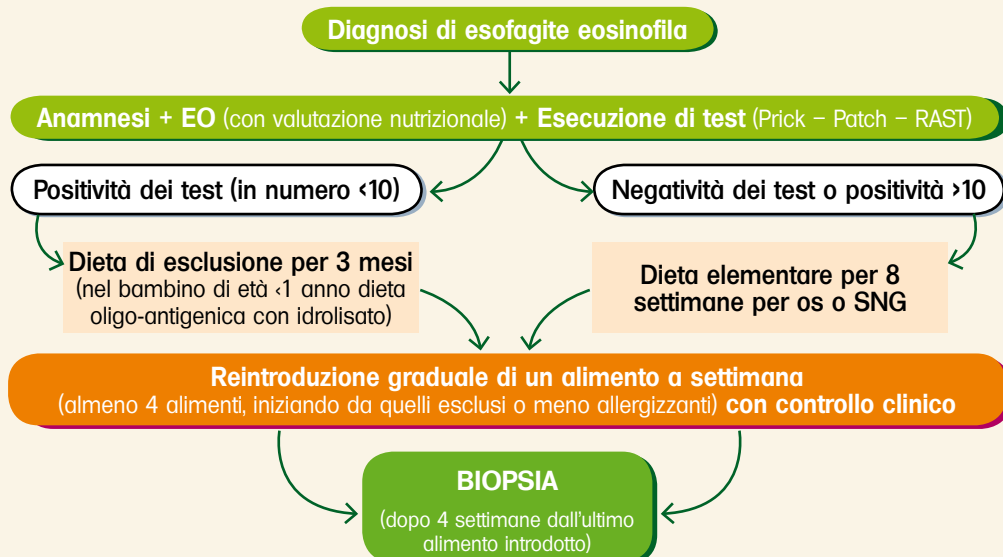 Diagnosi di esofagite eosinofila
Anamnesi + EO (con valutazione nutrizionale) + Esecuzione di test (Prick – Patch – RAST)
Positività dei test (in numero <10)
Negatività dei test o positività >10
Dieta di esclusione per 3 mesi
(nel bambino di età <1 anno dieta
oligo-antigenica con idrolisato)
Dieta elementare per 8
settimane per os o SNG
Reintroduzione graduale di un alimento a settimana
(almeno 4 alimenti, iniziando da quelli esclusi o meno allergizzanti) con controllo clinico
BIOPSIA
(dopo 4 settimane dall'ultimo
alimento introdotto)